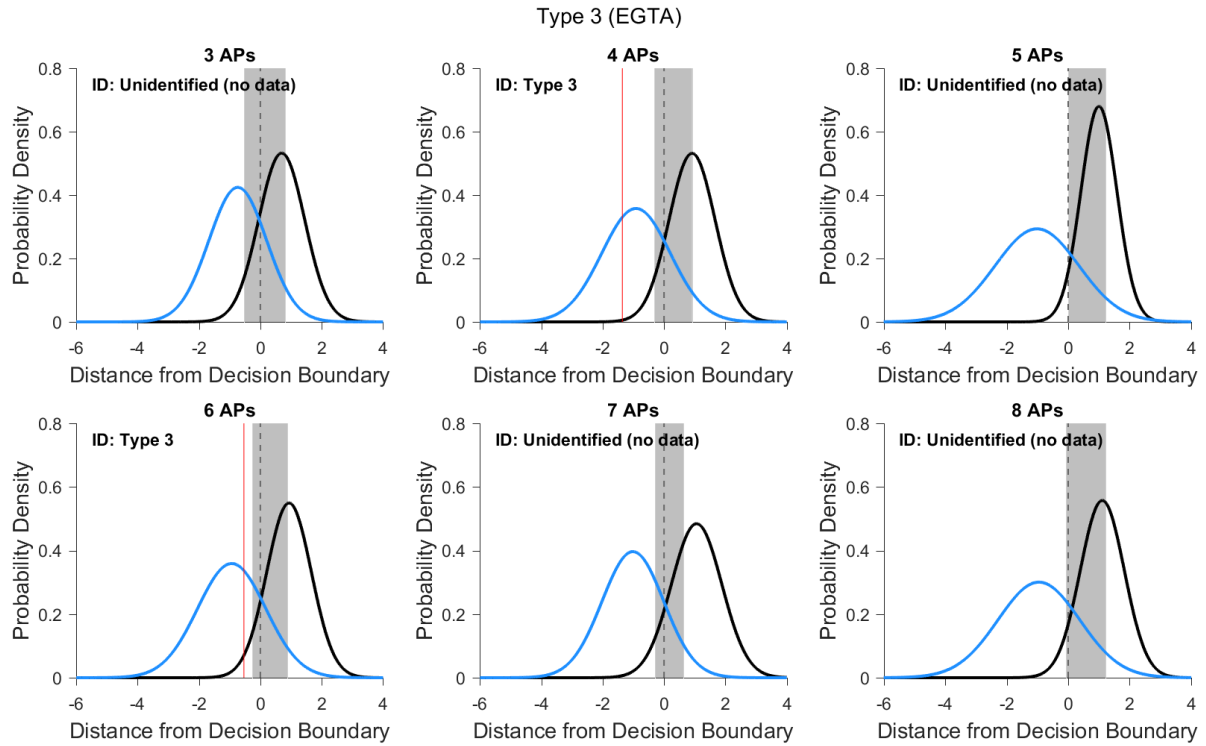 Type 3 (EGTA)
3 APs
ID: Unidentified (no data)
Probability Density
0.8
0.6
0.4
0.2
0
-6 -4 -2 0 2 4
Distance from Decision Boundary
4 APs
ID: Type 3
Probability Density
0.8
0.6
0.4
0.2
0
-6 -4 -2 0 2 4
Distance from Decision Boundary
5 APs
ID: Unidentified (no data)
Probability Density
0.8
0.6
0.4
0.2
0
-6 -4 -2 0 2 4
Distance from Decision Boundary
6 APs
ID: Type 3
Probability Density
0.8
0.6
0.4
0.2
0
-6 -4 -2 0 2 4
Distance from Decision Boundary
7 APs
ID: Unidentified (no data)
Probability Density
0.8
0.6
0.4
0.2
0
-6 -4 -2 0 2 4
Distance from Decision Boundary
8 APs
ID: Unidentified (no data)
Probability Density
0.8
0.6
0.4
0.2
0
-6 -4 -2 0 2 4
Distance from Decision Boundary